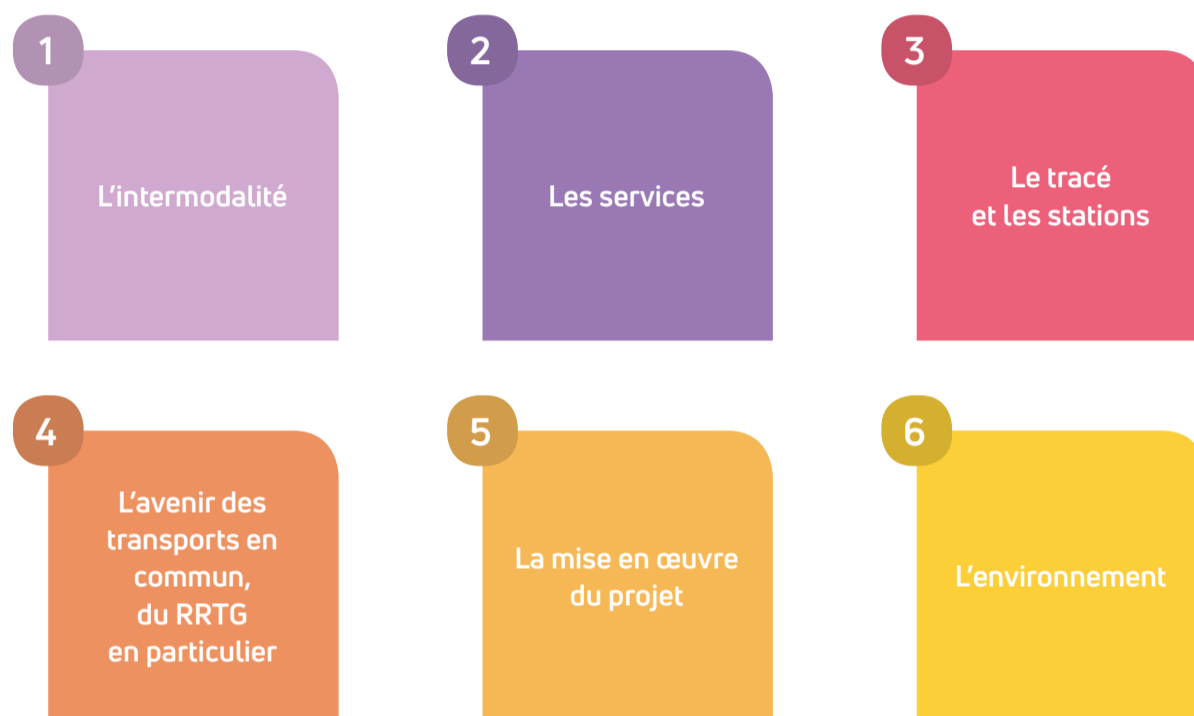 1
L'intermodalité
2
Les services
3
Le tracé
et les stations
4
L'avenir des
transports en
commun,
du RRTG
en particulier
5
La mise en œuvre
du projet
6
L'environnement